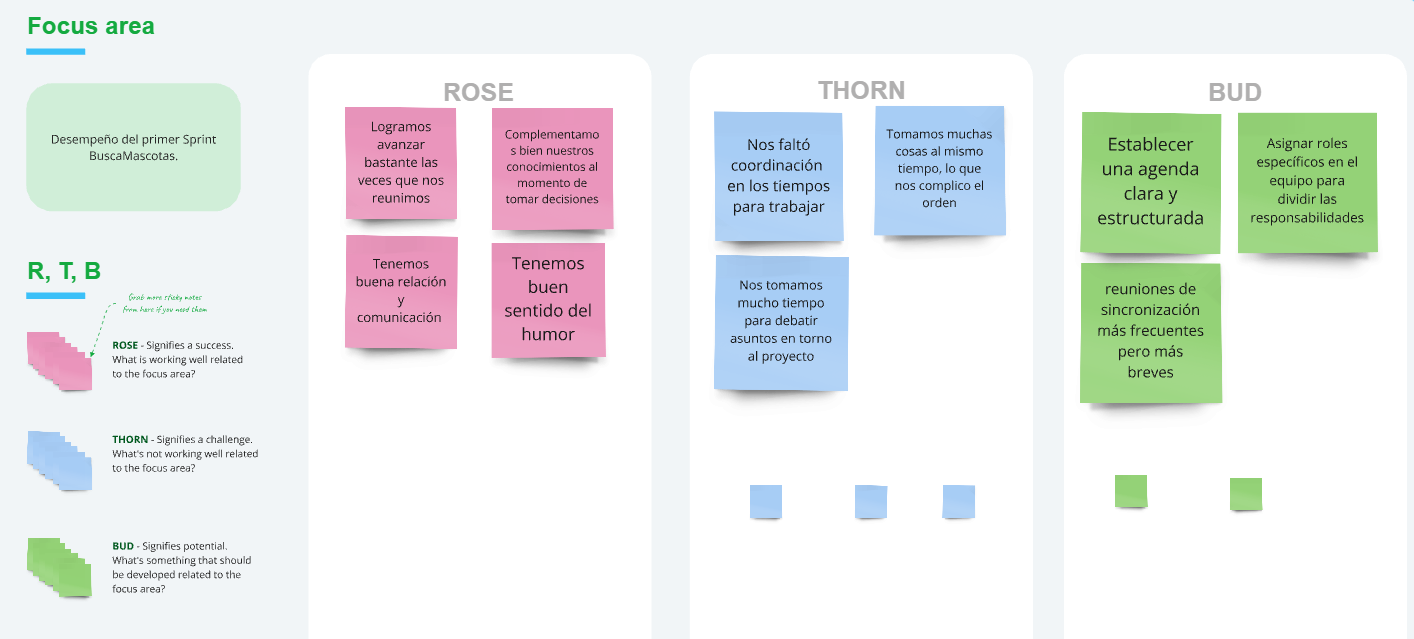 Focus area
Desempeño del primer Sprint
BuscaMascotas.
R, T, B
Grab more sticky notes
from here if you need them
ROSE - Signifies a success.
What is working well related
to the focus area?
THORN - Signifies a challenge.
What's not working well related
to the focus area?
BUD - Signifies potential.
What's something that should
be developed related to the
focus area?
ROSE
Logramos
avanzar
bastante las
veces que nos
reunimos
Complementamo
s bien nuestros
conocimientos al
momento de
tomar decisiones
Tenemos
buena relación
y
comunicación
Tenemos
buen
sentido del
humor
THORN
Nos faltó
coordinación
en los tiempos
para trabajar
Tomamos muchas
cosas al mismo
tiempo, lo que
nos complico el
orden
Nos tomamos
mucho tiempo
para debatir
asuntos en torno
al proyecto
BUD
Establecer
una agenda
clara y
estructurada
Asignar roles
específicos en el
equipo para
dividir las
responsabilidades
reuniones de
sincronización
más frecuentes
pero más
breves